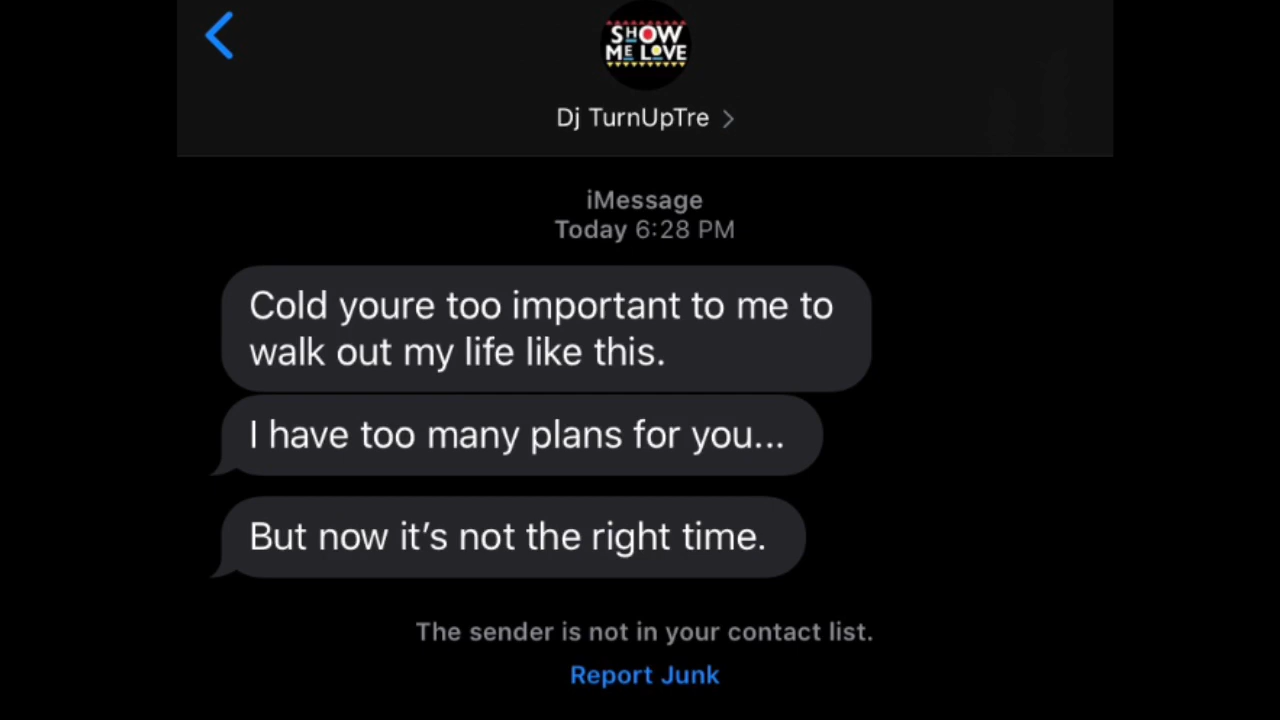 SHOW
ME LOVE
Dj TurnUpTre
iMessage
Today 6:28 PM
Cold youre too important to me to
walk out my life like this.
I have too many plans for you...
But now it’s not the right time.
The sender is not in your contact list.
Report Junk